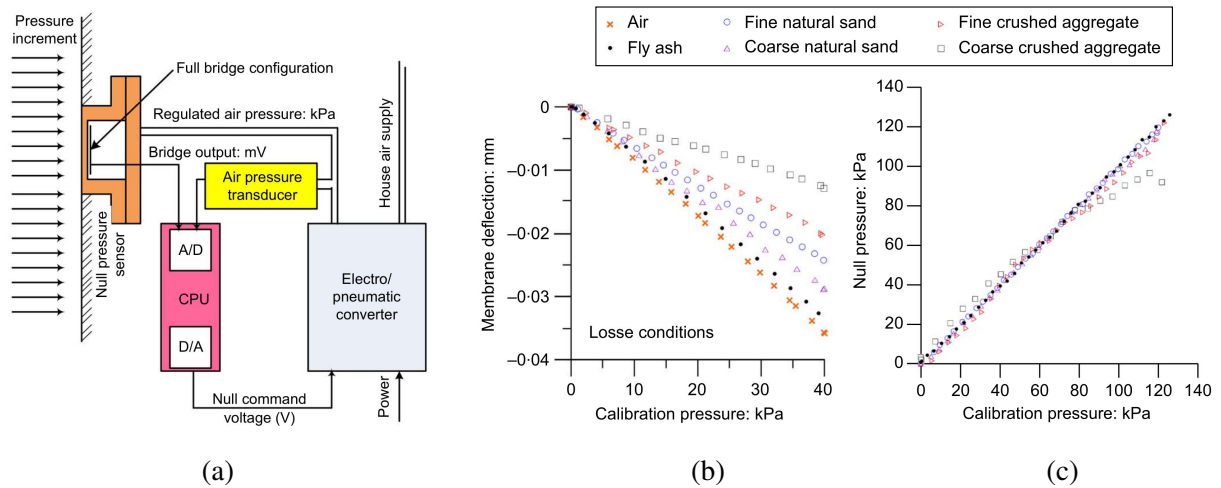 Pressure
increment
Full bridge configuration
Regulated air pressure: kPa
Bridge output: mV
Air pressure
transducer
House air supply
Null pressure
sensor
A/D
CPU
D/A
Electro/
pneumatic
converter
Null command
voltage (V)
Power
(a)
Air
Fine natural sand
Fine crushed aggregate
Fly ash
Coarse natural sand
Coarse crushed aggregate
Membrane deflection: mm
0
–0·01
–0·02
–0·03
–0·04
Losse conditions
0 10 20 30 40
Calibration pressure: kPa
(b)
Null pressure: kPa
140
120
100
80
60
40
20
0
0 20 40 60 80 100 120 140
Calibration pressure: kPa
(c)